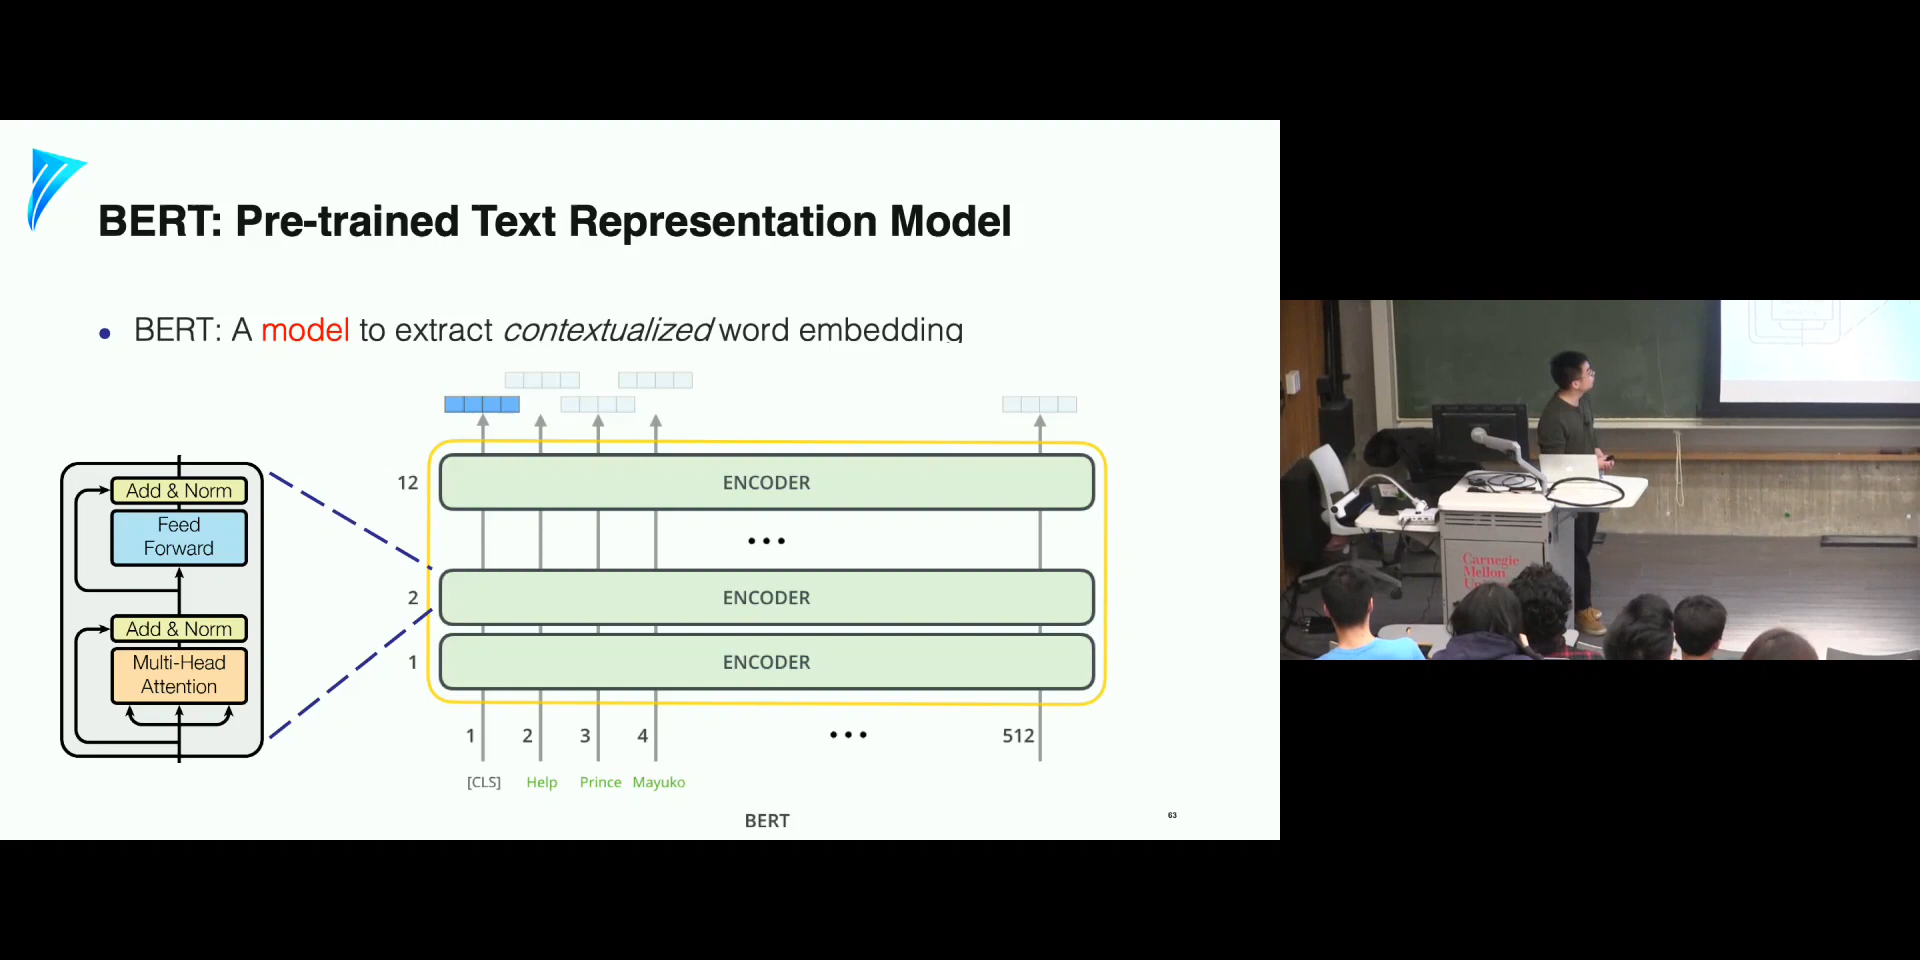 BERT: Pre-trained Text Representation Model
• BERT: A model to extract contextualized word embedding
Add & Norm
Feed
Forward
Add & Norm
Multi-Head
Attention
12
ENCODER
•••
2
ENCODER
1
ENCODER
1
2
3
4
•••
512
[CLS]
Help
Prince
Mayuko
BERT
63
Carnegie
Mellon